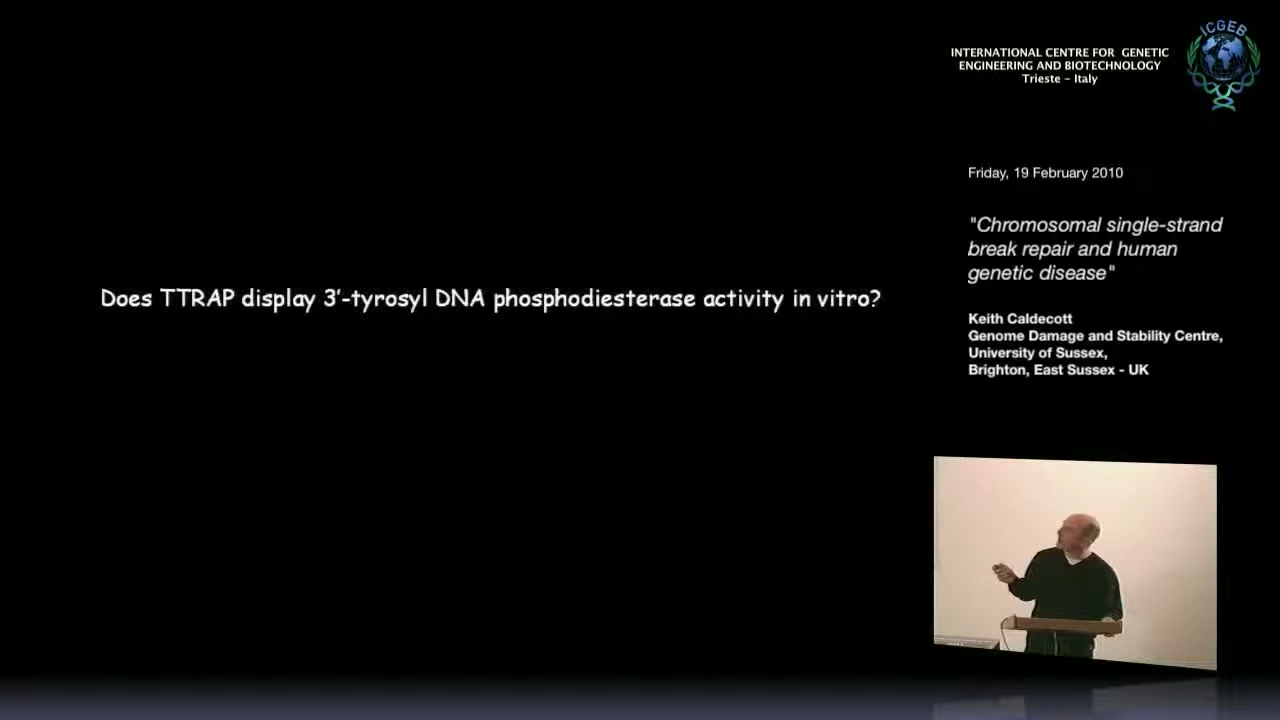 INTERNATIONAL CENTRE FOR GENETIC
ENGINEERING AND BIOTECHNOLOGY
Trieste - Italy
ICGEB
Friday, 19 February 2010
"Chromosomal single-strand
break repair and human
genetic disease"
Does TTRAP display 3'-tyrosyl DNA phosphodiesterase activity in vitro?
Keith Caldecott
Genome Damage and Stability Centre,
University of Sussex,
Brighton, East Sussex - UK